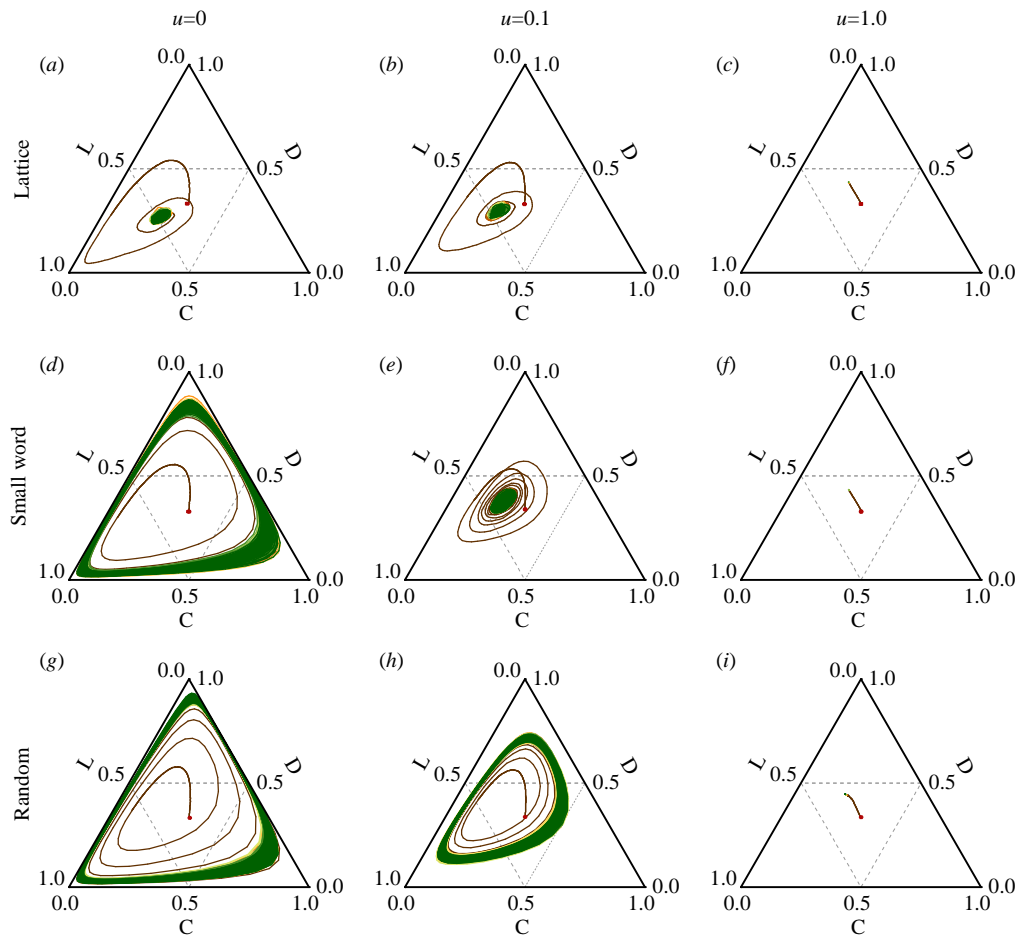 u=0 u=0.1 u=1.0
(a) 0.0 1.0 (b) 0.0 1.0 (c) 0.0 1.0
Lattice L 0.5 D 0.5 L 0.5 D 0.5 L 0.5 D 0.5
1.0 0.0 1.0 0.0 1.0 0.0
0.0 0.5 1.0 0.0 0.5 1.0 0.0 0.5 1.0
C C C
(d) 0.0 1.0 (e) 0.0 1.0 (f) 0.0 1.0
Small word L 0.5 D 0.5 L 0.5 D 0.5 L 0.5 D 0.5
1.0 0.0 1.0 0.0 1.0 0.0
0.0 0.5 1.0 0.0 0.5 1.0 0.0 0.5 1.0
C C C
(g) 0.0 1.0 (h) 0.0 1.0 (i) 0.0 1.0
Random L 0.5 D 0.5 L 0.5 D 0.5 L 0.5 D 0.5
1.0 0.0 1.0 0.0 1.0 0.0
0.0 0.5 1.0 0.0 0.5 1.0 0.0 0.5 1.0
C C C